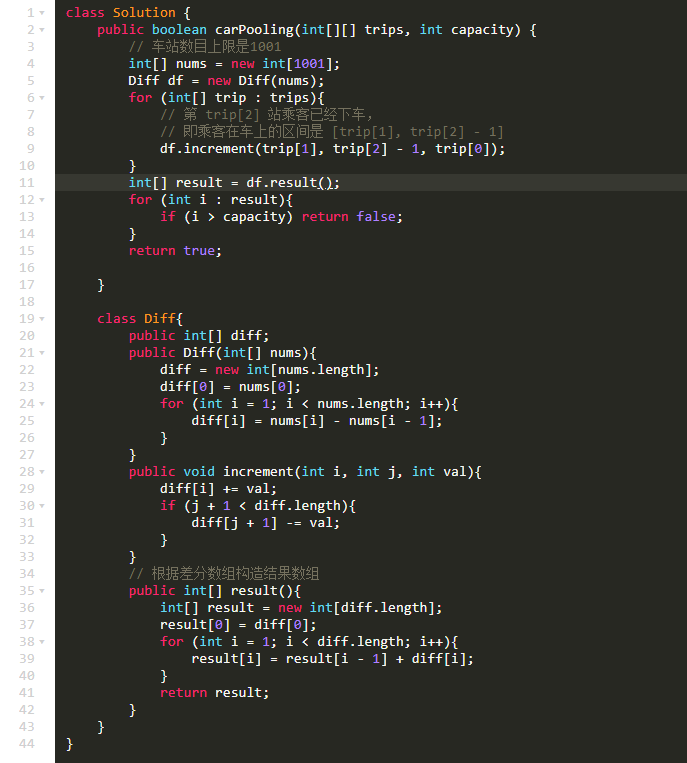 1 class Solution {
2     public boolean carPooling(int[][] trips, int capacity) {
3         // 车站数目上限是1001
4         int[] nums = new int[1001];
5         Diff df = new Diff(nums);
6         for (int[] trip : trips){
7             // 第 trip[2] 站乘客已经下车，
8             // 即乘客在车上的区间是 [trip[1], trip[2] - 1]
9             df.increment(trip[1], trip[2] - 1, trip[0]);
10         }
11         int[] result = df.result();
12         for (int i : result){
13             if (i > capacity) return false;
14         }
15         return true;
16
17     }
18
19     class Diff{
20         public int[] diff;
21         public Diff(int[] nums){
22             diff = new int[nums.length];
23             diff[0] = nums[0];
24             for (int i = 1; i < nums.length; i++){
25                 diff[i] = nums[i] - nums[i - 1];
26             }
27         }
28         public void increment(int i, int j, int val){
29             diff[i] += val;
30             if (j + 1 < diff.length){
31                 diff[j + 1] -= val;
32             }
33         }
34         // 根据差分数组构造结果数组
35         public int[] result(){
36             int[] result = new int[diff.length];
37             result[0] = diff[0];
38             for (int i = 1; i < diff.length; i++){
39                 result[i] = result[i - 1] + diff[i];
40             }
41             return result;
42         }
43     }
44 }